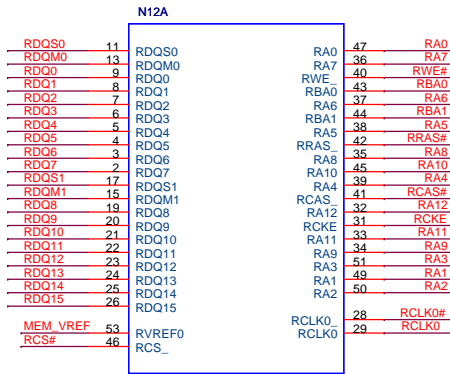 N12A
RDQS0 11 RDQS0 RA0 47 RA0
RDQM0 13 RDQM0 RA7 36 RA7
RDQ0 9 RDQ0 RWE_ 40 RWE#
RDQ1 8 RDQ1 RBA0 43 RBA0
RDQ2 7 RDQ2 RA6 37 RA6
RDQ3 6 RDQ3 RBA1 44 RBA1
RDQ4 5 RDQ4 RA5 38 RA5
RDQ5 4 RDQ5 RRAS_ 42 RRAS#
RDQ6 3 RDQ6 RA8 35 RA8
RDQ7 2 RDQ7 RA10 45 RA10
RDQS1 17 RDQS1 RA4 39 RA4
RDQM1 15 RDQM1 RCAS_ 41 RCAS#
RDQ8 19 RDQ8 RA12 32 RA12
RDQ9 20 RDQ9 RCKE 31 RCKE
RDQ10 21 RDQ10 RA11 33 RA11
RDQ11 22 RDQ11 RA9 34 RA9
RDQ12 23 RDQ12 RA3 51 RA3
RDQ13 24 RDQ13 RA1 49 RA1
RDQ14 25 RDQ14 RA2 50 RA2
RDQ15 26 RDQ15
RCLK0_ 28 RCLK0#
MEM_VREF 53 RVREF0 RCLK0 29 RCLK0
RCS# 46 RCS_